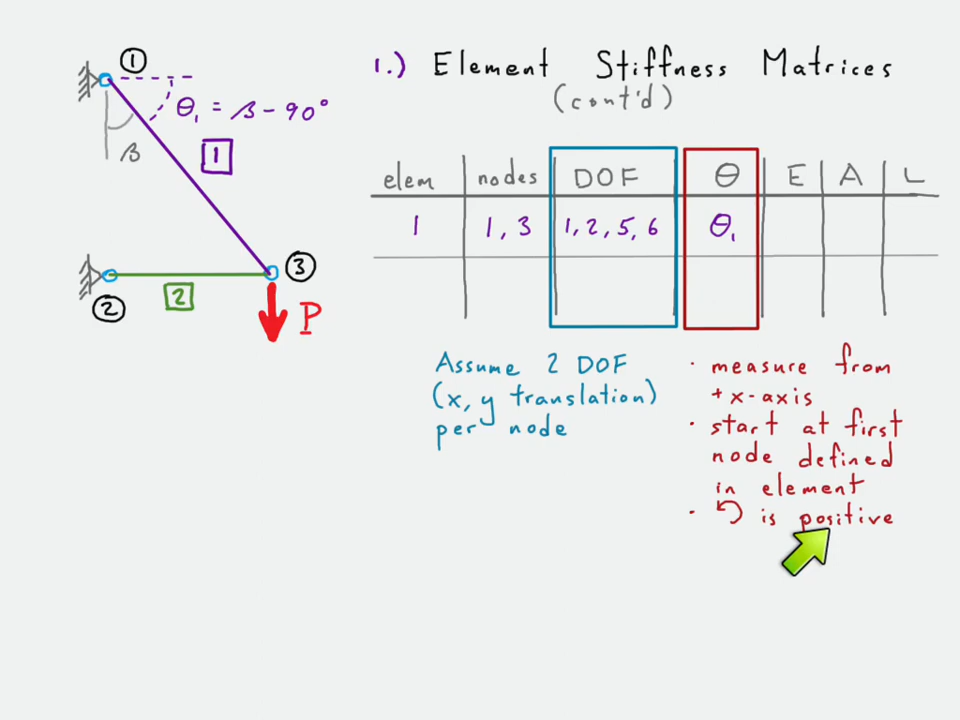 1
θ₁ = β - 90°
β
1
2
2
3
P
1.) Element Stiffness Matrices
(cont'd)
elem nodes DOF θ E A L
1 1, 3 1, 2, 5, 6 θ₁
Assume 2 DOF
(x, y translation)
per node
· measure from
+ x-axis
· start at first
node defined
in element
· ↺ is positive